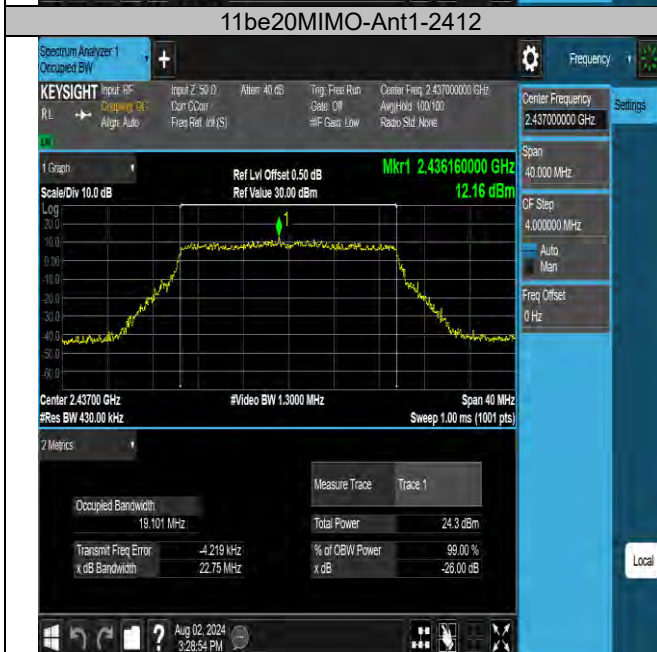 11be20MIMO-Ant1-2412
Spectrum Analyzer 1
Occupied BW
Frequency
KEYSIGHT Input: RF Input Z: 50 Ω Atten: 40 dB Trig: Free Run Center Freq: 2.437000000 GHz
RL Coupling: DC Corr CCorr Gate: Off Avg|Hold: 100/100
Align: Auto Freq Ref: Int (S) #IF Gain: Low Radio Std: None
Center Frequency
2.437000000 GHz
Settings
Span
40.000 MHz
CF Step
4.000000 MHz
Auto
Man
Freq Offset
0 Hz
1 Graph
Ref Lvl Offset 0.50 dB
Mkr1 2.436160000 GHz
Scale/Div 10.0 dB
Ref Value 30.00 dBm
12.16 dBm
Log
20.0
10.0
0.00
-10.0
-20.0
-30.0
-40.0
-50.0
-60.0
1
Center 2.43700 GHz #Video BW 1.3000 MHz Span 40 MHz
#Res BW 430.00 kHz Sweep 1.00 ms (1001 pts)
2 Metrics
Measure Trace Trace 1
Occupied Bandwidth
19.101 MHz
Total Power 24.3 dBm
Transmit Freq Error -4.219 kHz % of OBW Power 99.00 %
x dB Bandwidth 22.75 MHz x dB -26.00 dB
Local
Aug 02, 2024
3:28:54 PM